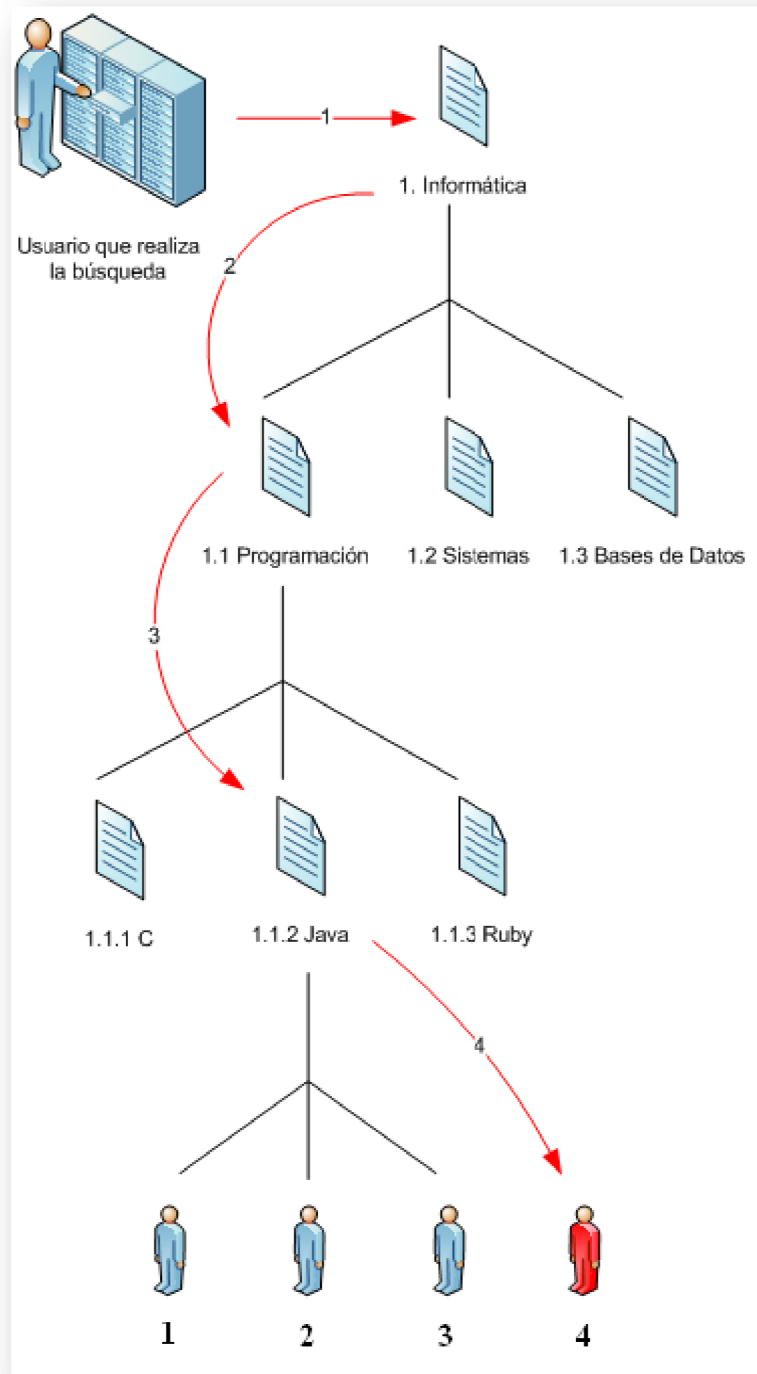 1
1. Informática
Usuario que realiza
la búsqueda
2
1.1 Programación
1.2 Sistemas
1.3 Bases de Datos
3
1.1.1 C
1.1.2 Java
1.1.3 Ruby
4
1
2
3
4